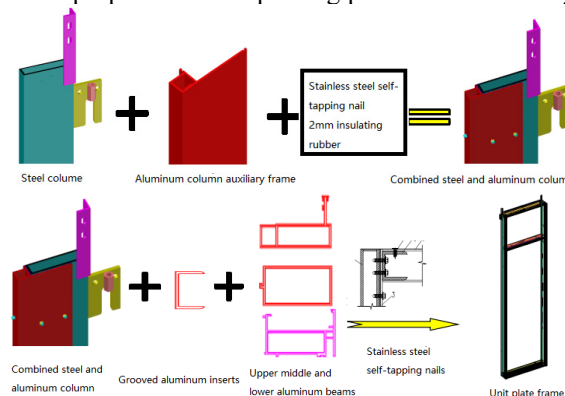 Stainless steel self-
tapping nail
2mm insulating
rubber
Steel colume
Aluminum column auxiliary frame
Combined steel and aluminum colum
Combined steel and
aluminum column
Grooved aluminum inserts
Upper middle and
lower aluminum beams
Stainless steel
self-tapping nails
Unit plate frame